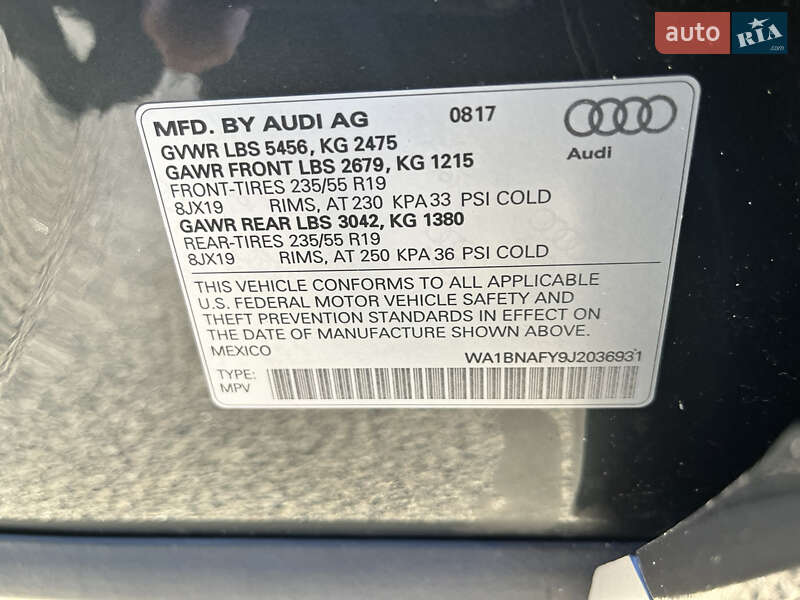 auto RIA.com
MFD. BY AUDI AG 0817
GVWR LBS 5456, KG 2475
GAWR FRONT LBS 2679, KG 1215
FRONT-TIRES 235/55 R19
8JX19 RIMS, AT 230 KPA 33 PSI COLD
GAWR REAR LBS 3042, KG 1380
REAR-TIRES 235/55 R19
8JX19 RIMS, AT 250 KPA 36 PSI COLD
Audi
THIS VEHICLE CONFORMS TO ALL APPLICABLE
U.S. FEDERAL MOTOR VEHICLE SAFETY AND
THEFT PREVENTION STANDARDS IN EFFECT ON
THE DATE OF MANUFACTURE SHOWN ABOVE.
MEXICO WA1BNAFY9J2036931
TYPE:
MPV